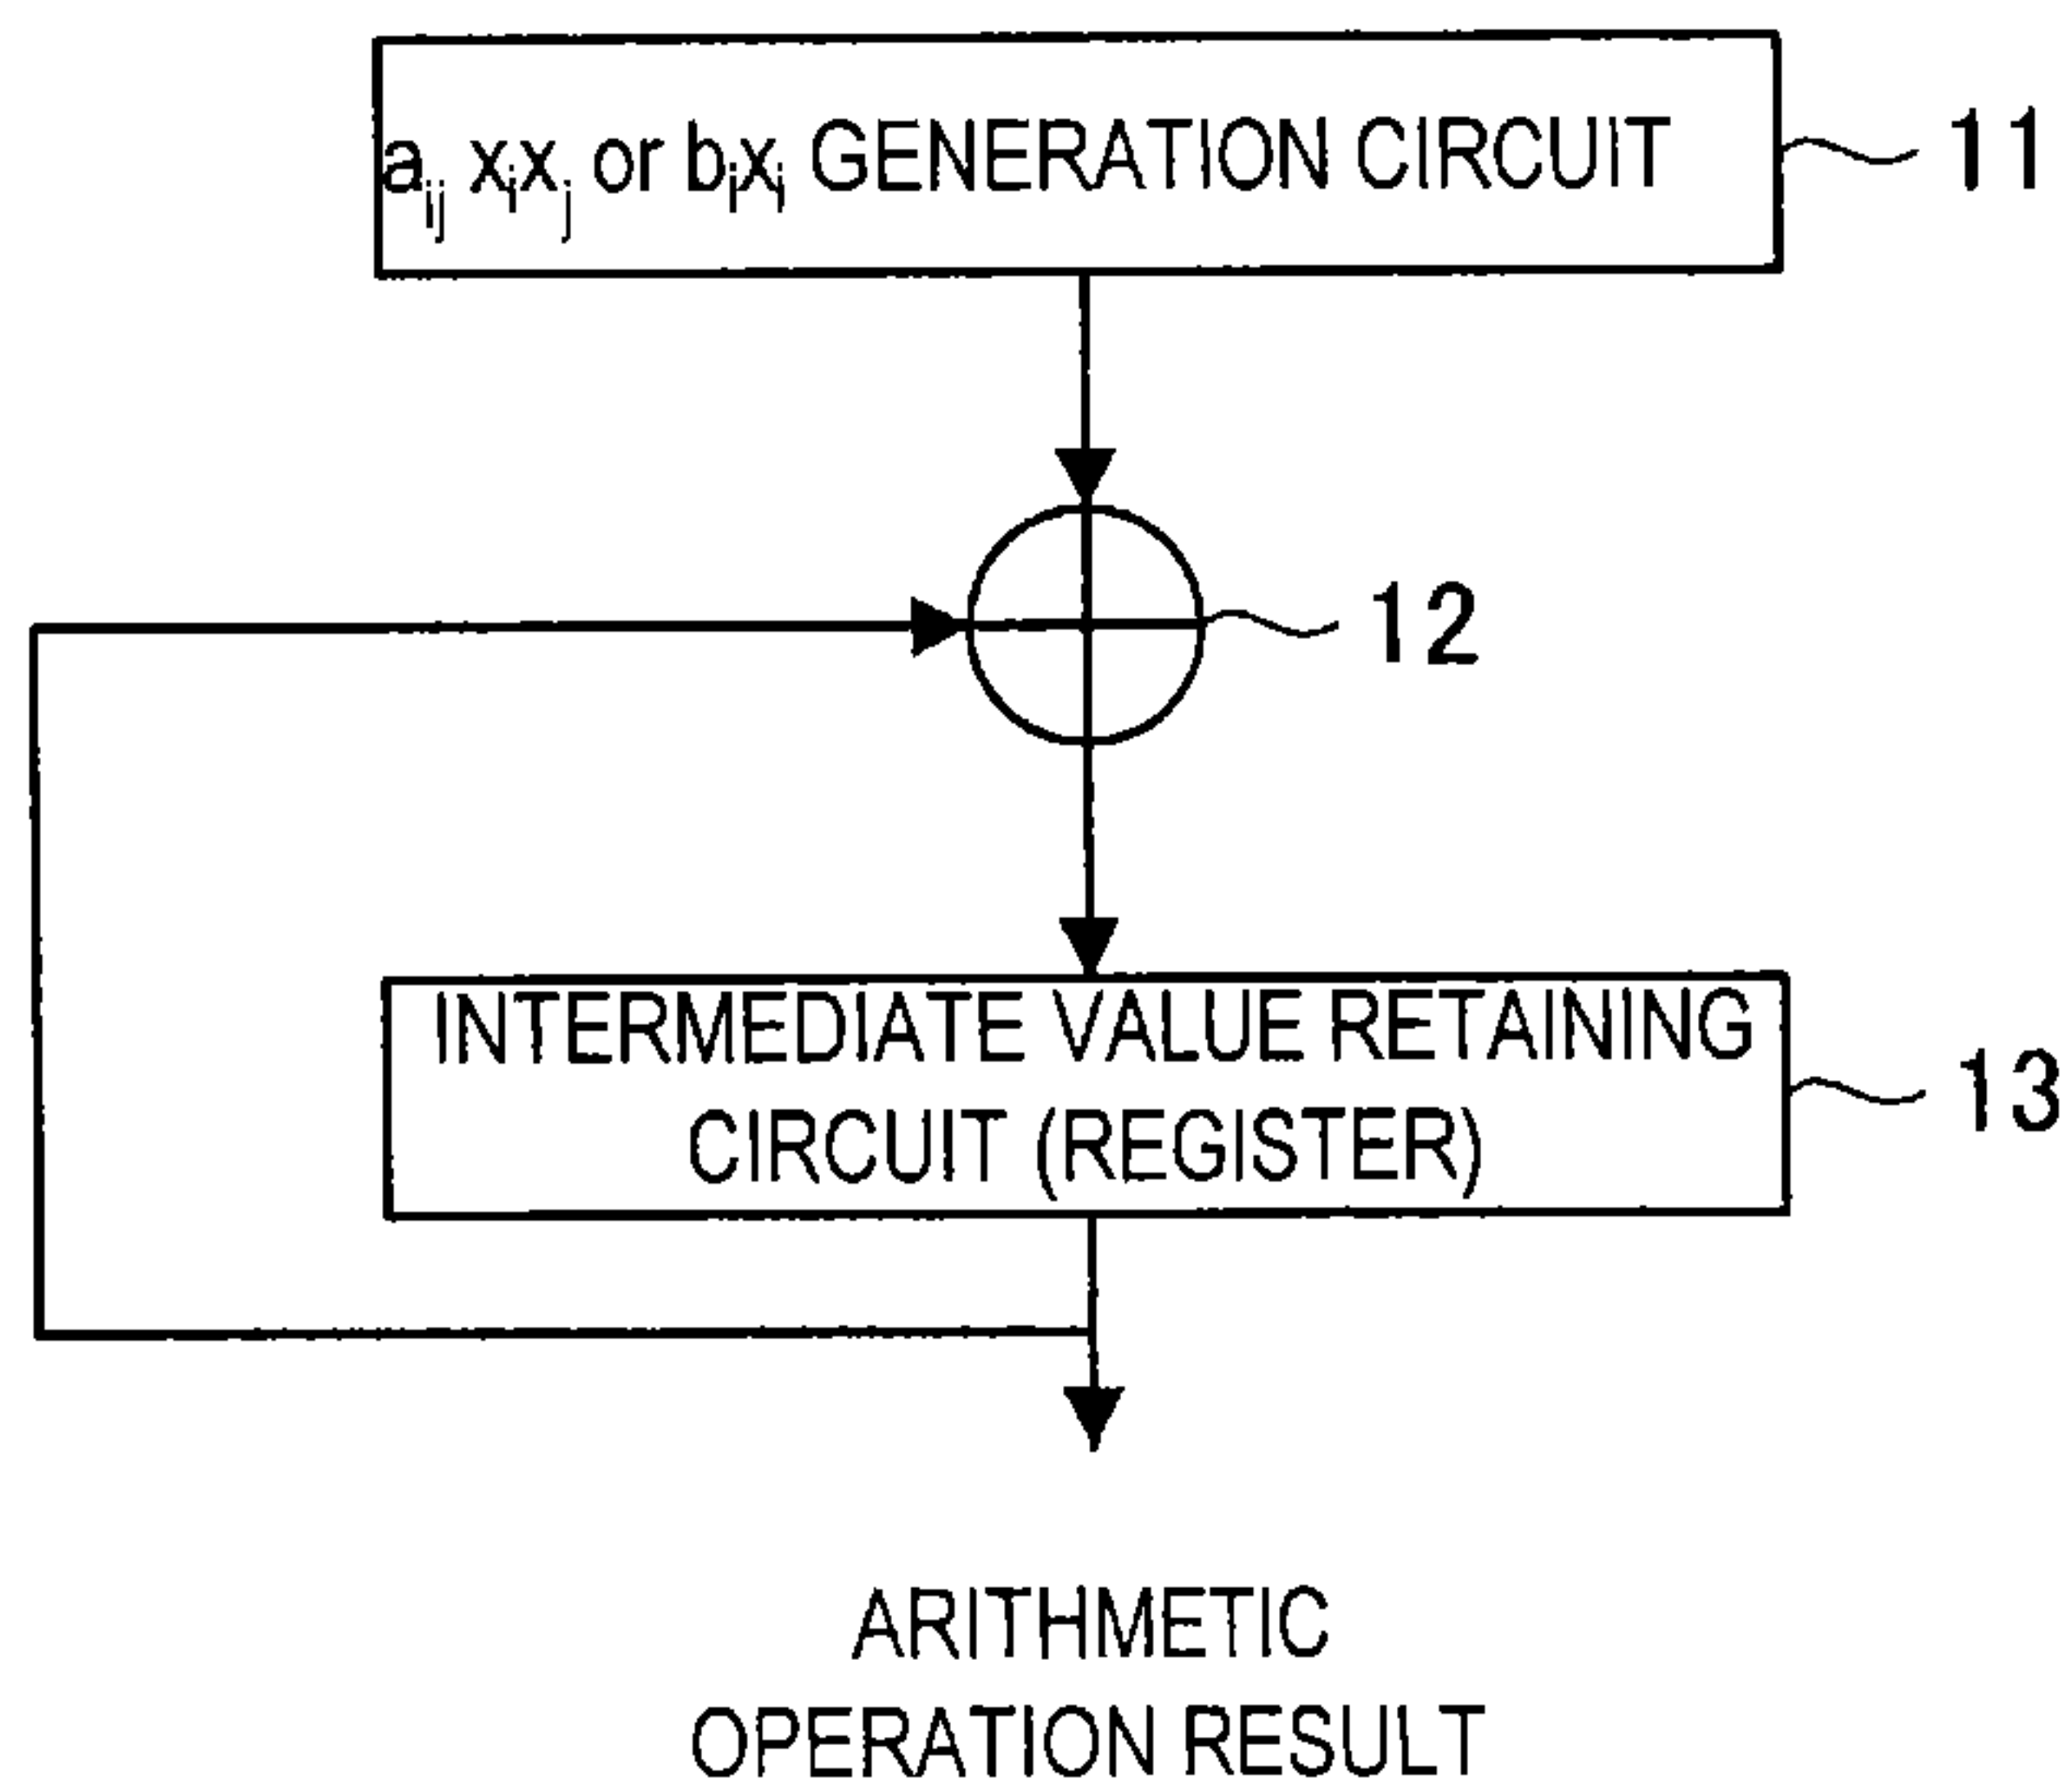 aij xixj or bixi GENERATION CIRCUIT
11
12
INTERMEDIATE VALUE RETAINING
CIRCUIT (REGISTER)
13
ARITHMETIC
OPERATION RESULT